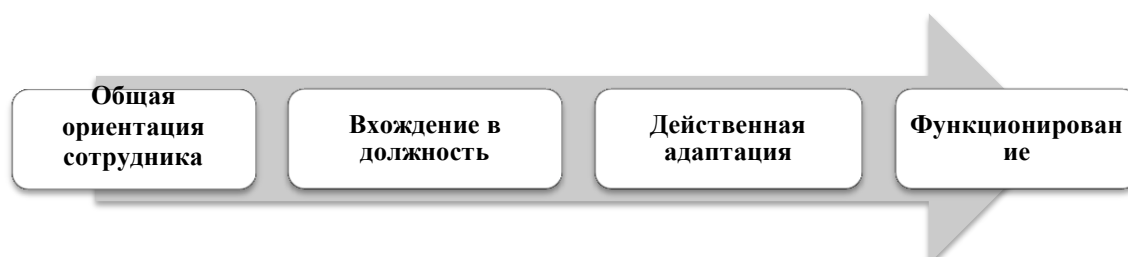 Общая
ориентация
сотрудника
Вхождение в
должность
Действенная
адаптация
Функционирован
ие